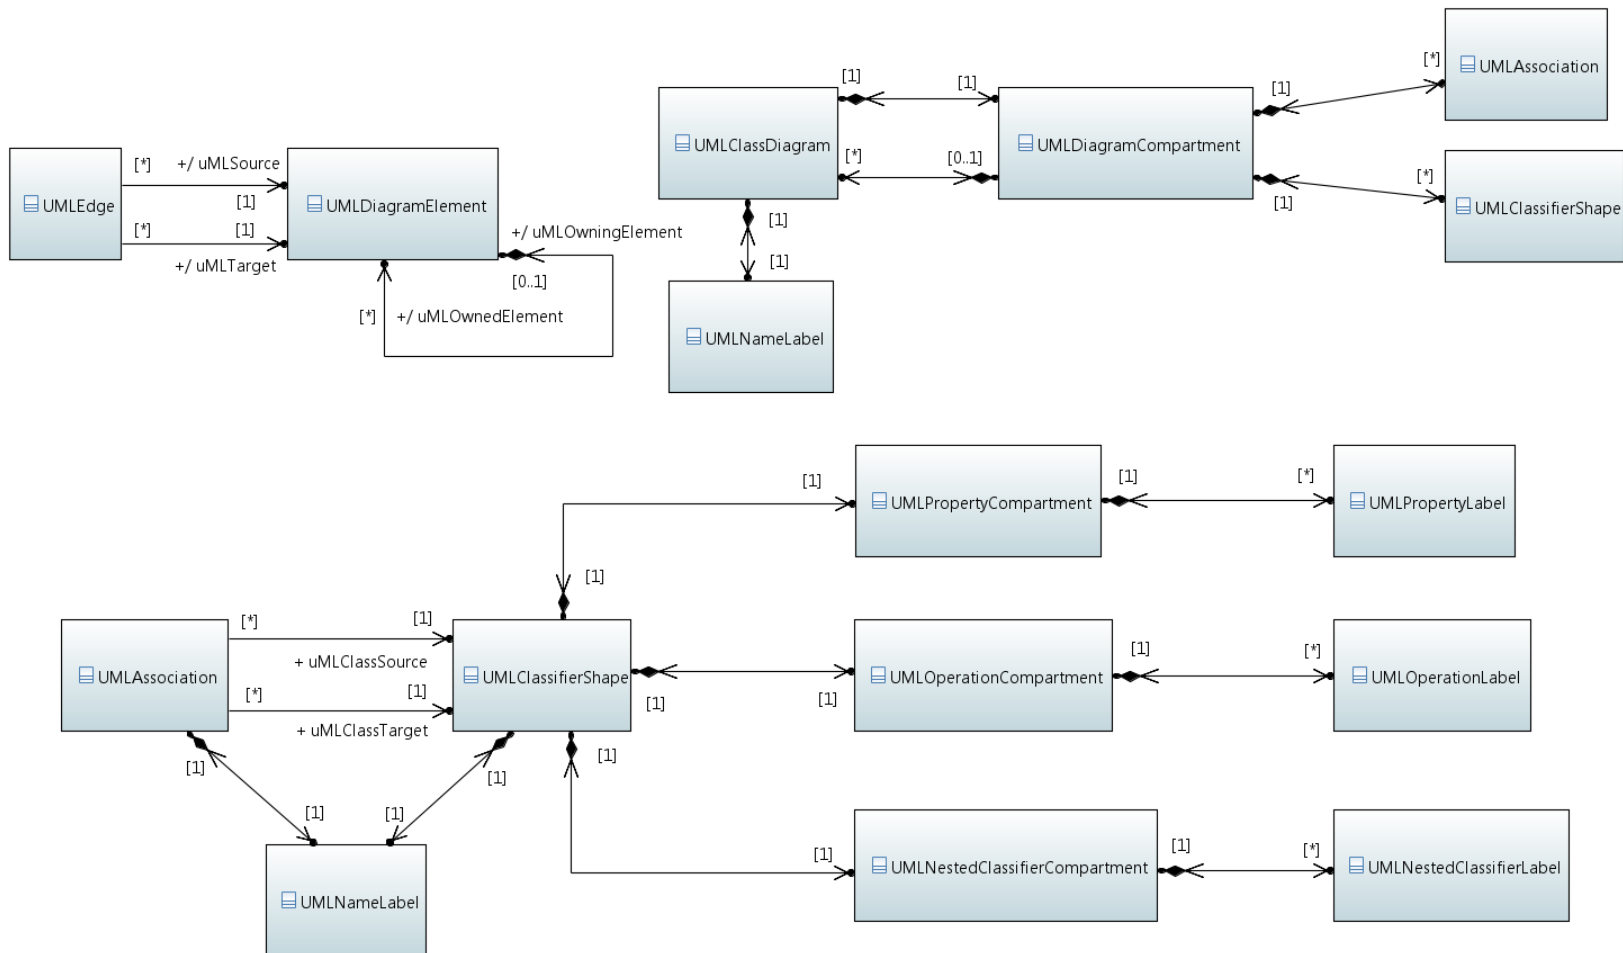 [*]
+/ uMLSource
[1]
UMLEdge
UMLDiagramElement
[*]
[1]
+/ uMLTarget
+/ uMLOwningElement
[0..1]
[*]
+/ uMLOwnedElement
[1]
[1]
UMLClassDiagram
[*]
[0..1]
UMLDiagramCompartment
[1]
[*]
UMLAssociation
[1]
[*]
UMLClassifierShape
[1]
[1]
UMLNameLabel
[1]
[1]
UMLPropertyCompartment
[1]
[*]
UMLPropertyLabel
UMLAssociation
[*]
[1]
+ uMLClassSource
[*]
[1]
+ uMLClassTarget
UMLClassifierShape
[1]
[1]
UMLOperationCompartment
[1]
[*]
UMLOperationLabel
[1]
[1]
[1]
[1]
UMLNameLabel
[1]
[1]
UMLNestedClassifierCompartment
[1]
[*]
UMLNestedClassifierLabel